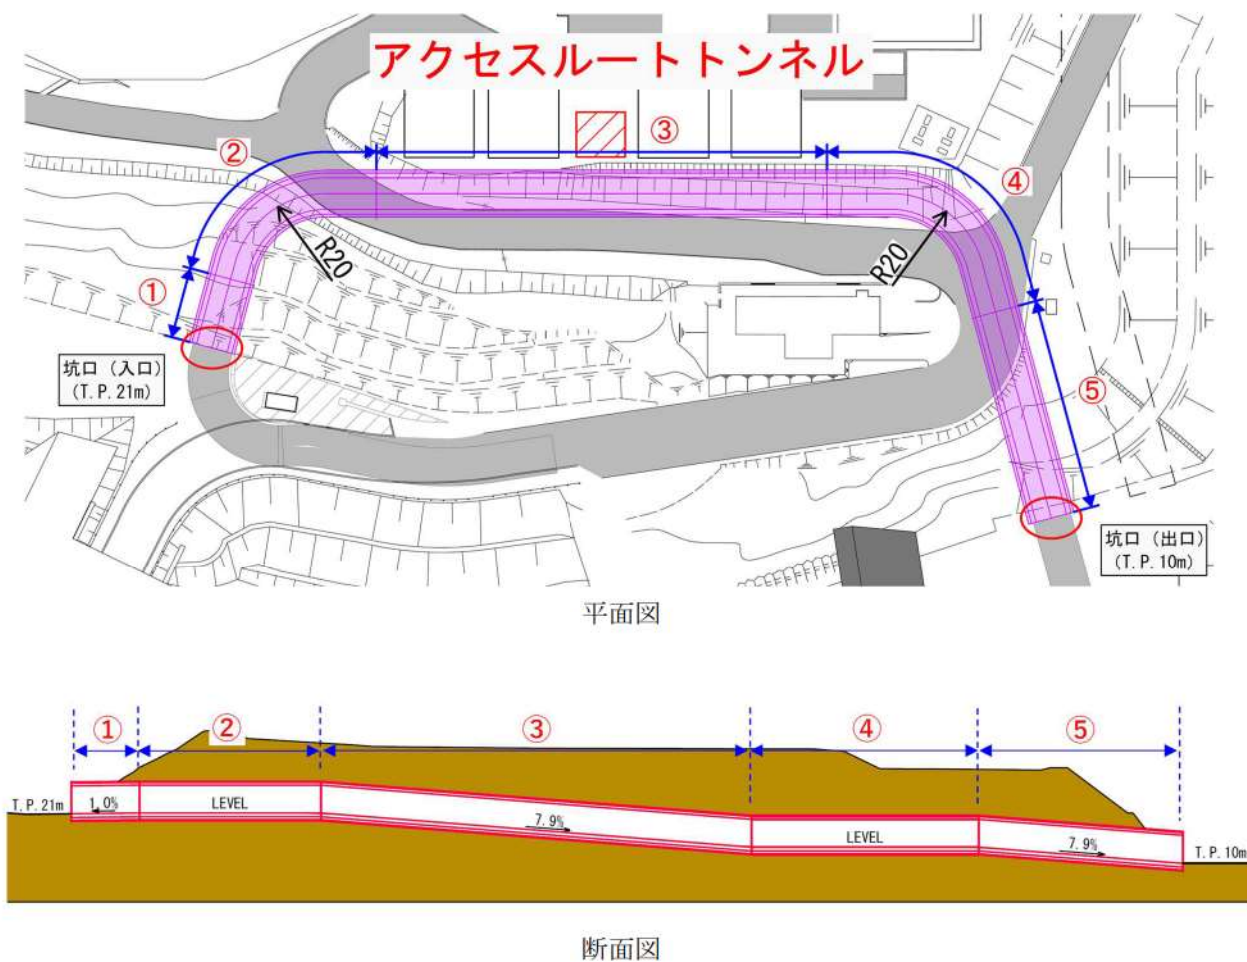 アクセスルートトンネル
②
③
④
R20
R20
①
坑口（入口）
(T.P.21m)
⑤
坑口（出口）
(T.P.10m)
平面図
①
②
③
④
⑤
T.P.21m
1.0%
LEVEL
7.9%
LEVEL
7.9%
T.P.10m
断面図